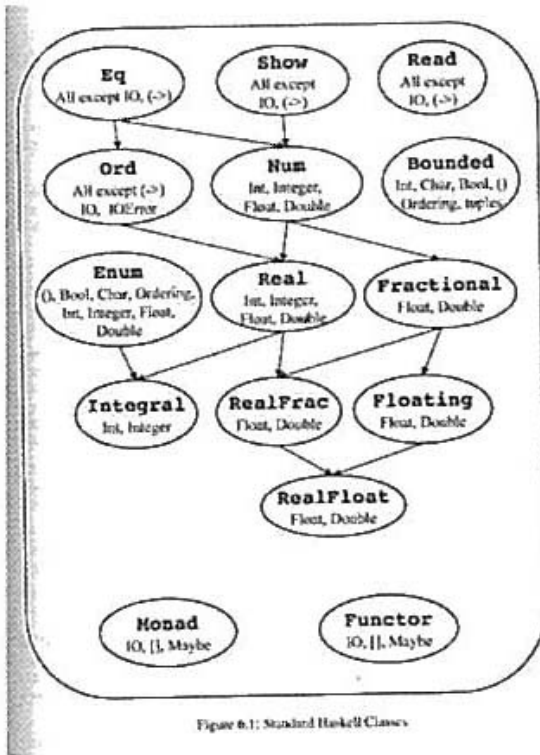 Eq
All except IO, (->)
Show
All except
IO, (->)
Read
All except
IO, (->)
Ord
All except (->)
IO, IOError
Num
Int, Integer,
Float, Double
Bounded
Int, Char, Bool, ()
Ordering, tuples
Enum
(), Bool, Char, Ordering,
Int, Integer, Float,
Double
Real
Int, Integer,
Float, Double
Fractional
Float, Double
Integral
Int, Integer
RealFrac
Float, Double
Floating
Float, Double
RealFloat
Float, Double
Monad
IO, [], Maybe
Functor
IO, [], Maybe
Figure 6.1: Standard Haskell Classes